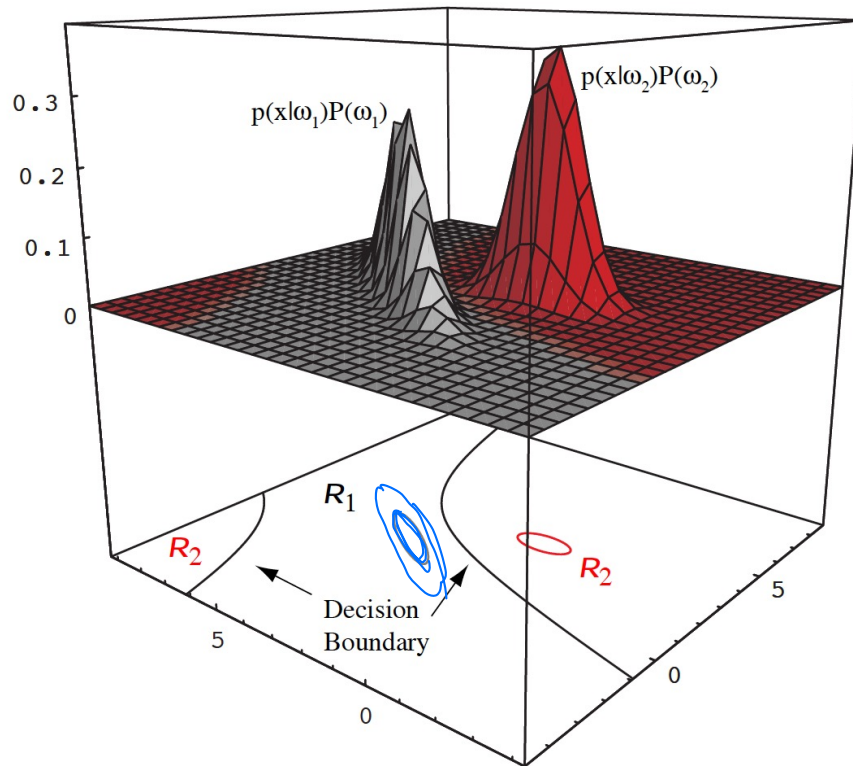 p(x|ω₂)P(ω₂)
0.3
p(x|ω₁)P(ω₁)
0.2
0.1
0
R₁
R₂
R₂
Decision
Boundary
5
5
0
0